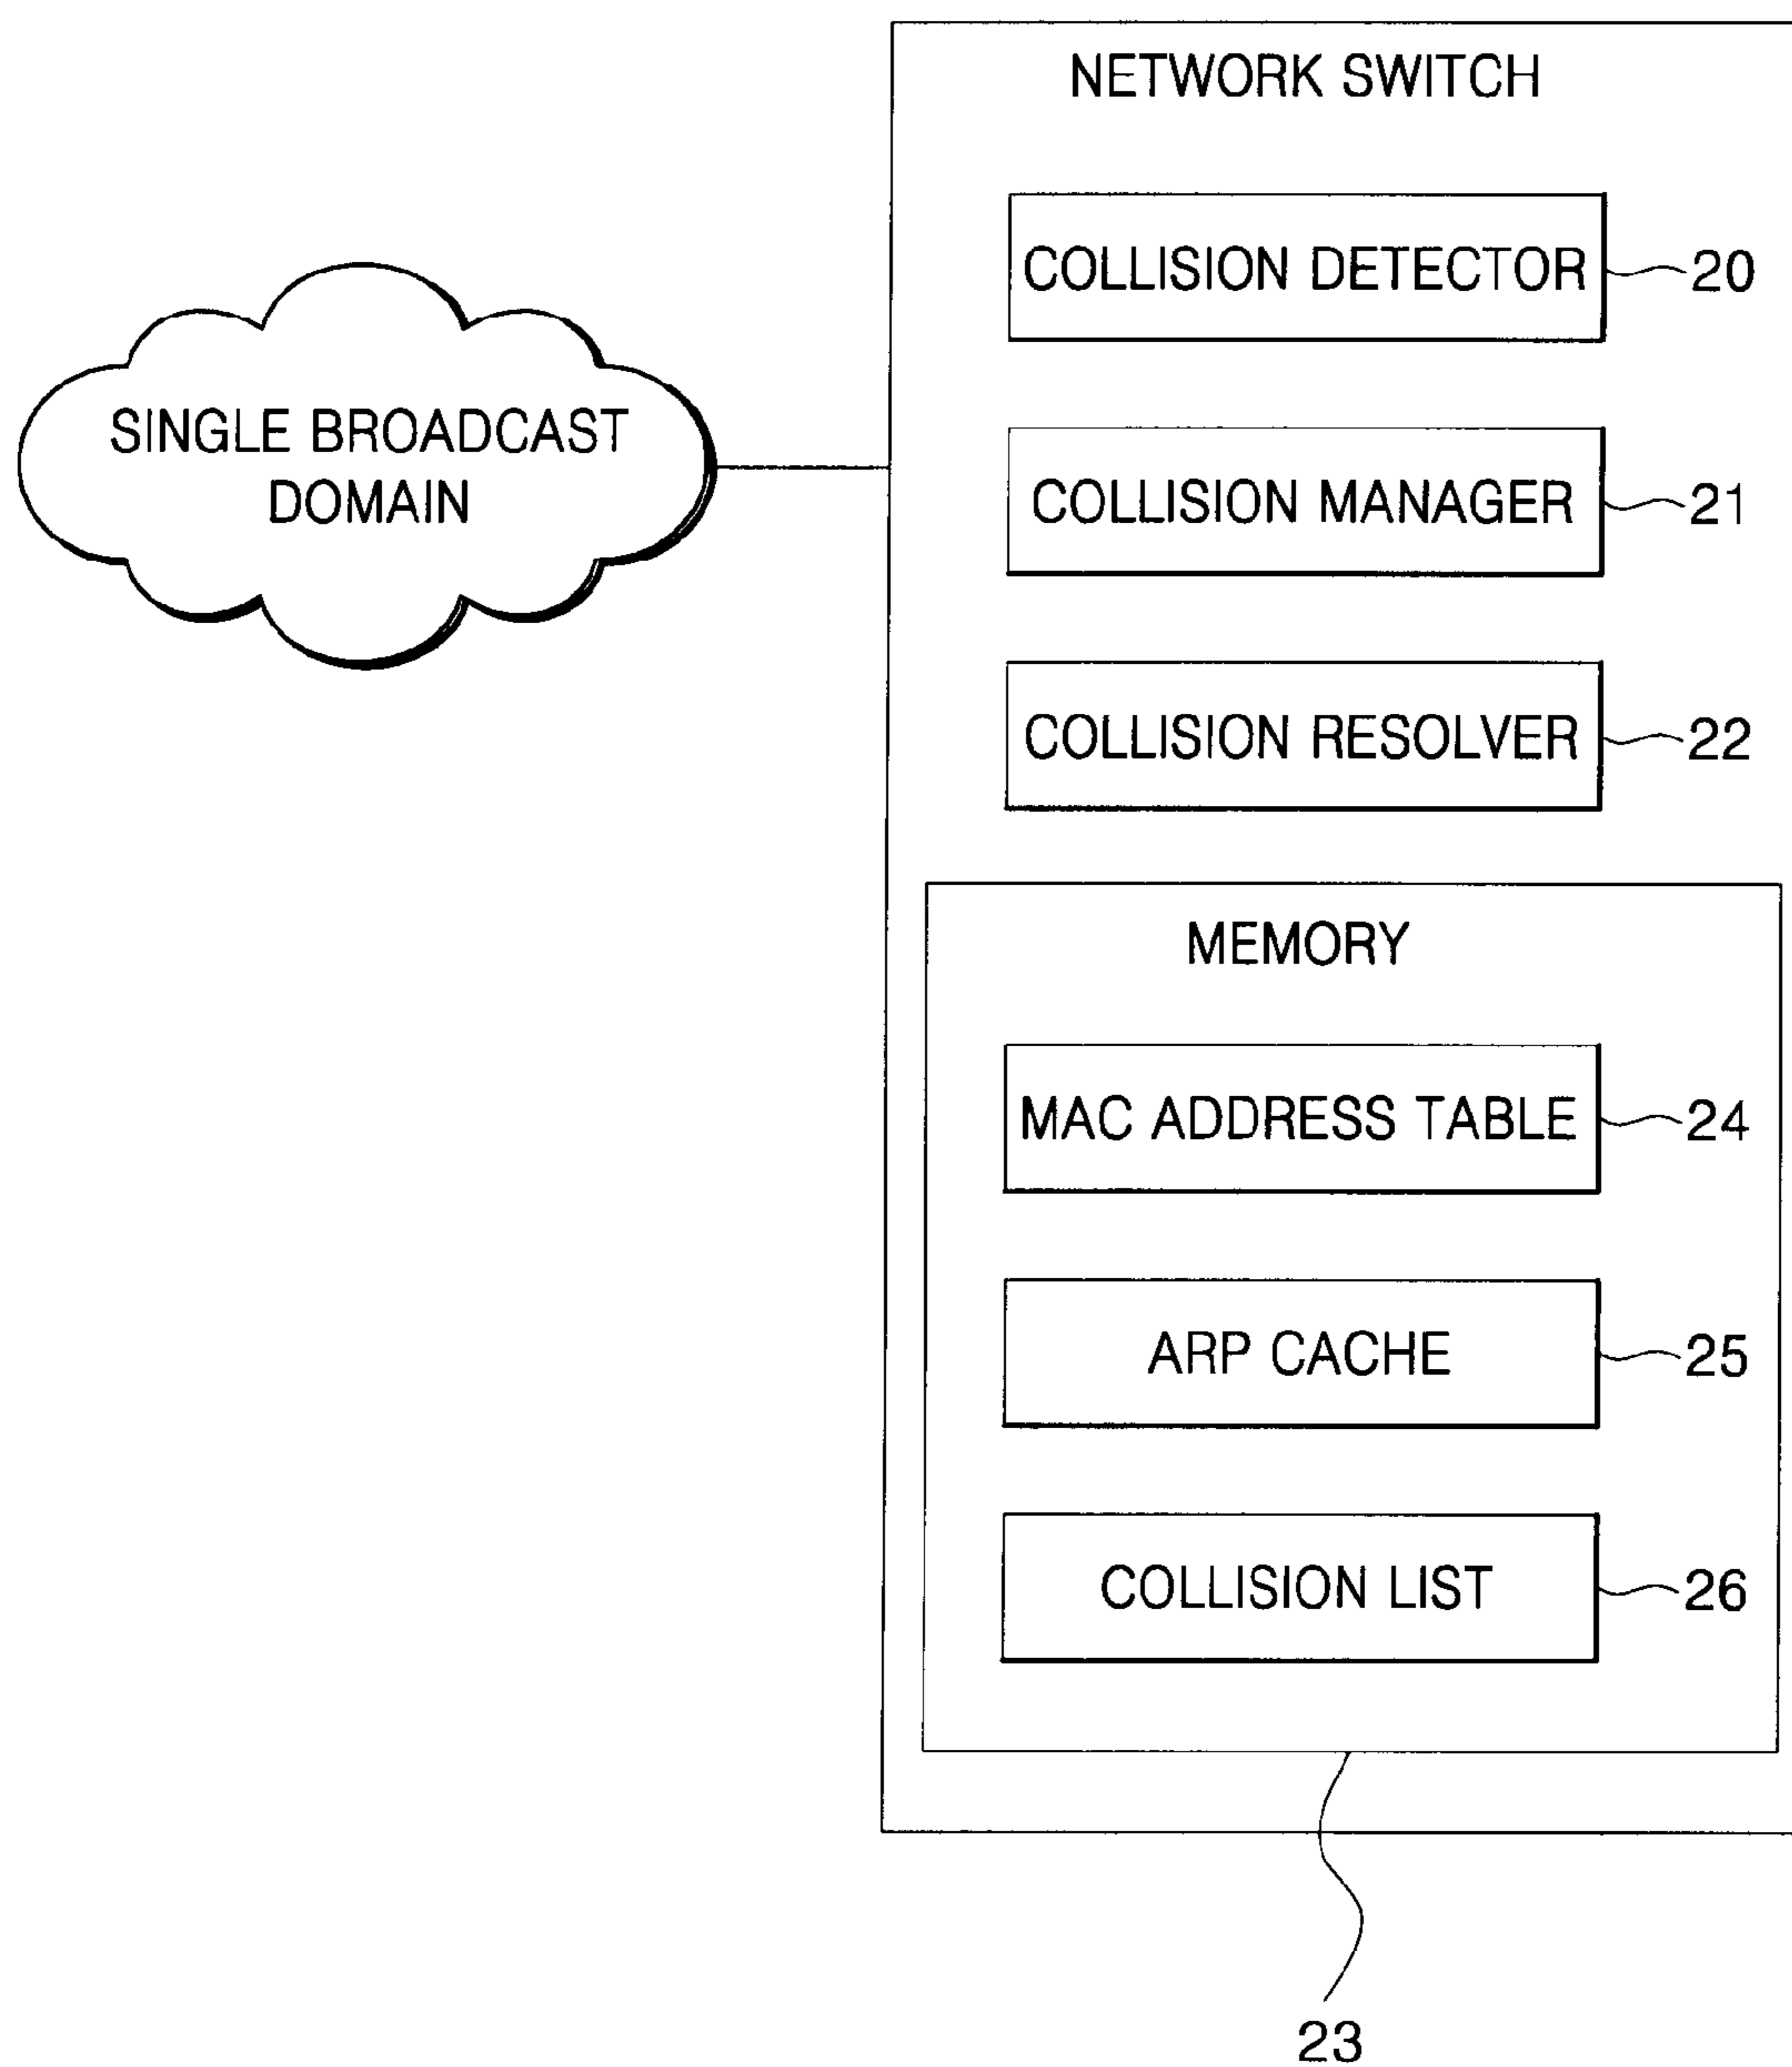 NETWORK SWITCH
COLLISION DETECTOR 20
SINGLE BROADCAST
DOMAIN
COLLISION MANAGER 21
COLLISION RESOLVER 22
MEMORY
MAC ADDRESS TABLE 24
ARP CACHE 25
COLLISION LIST 26
23